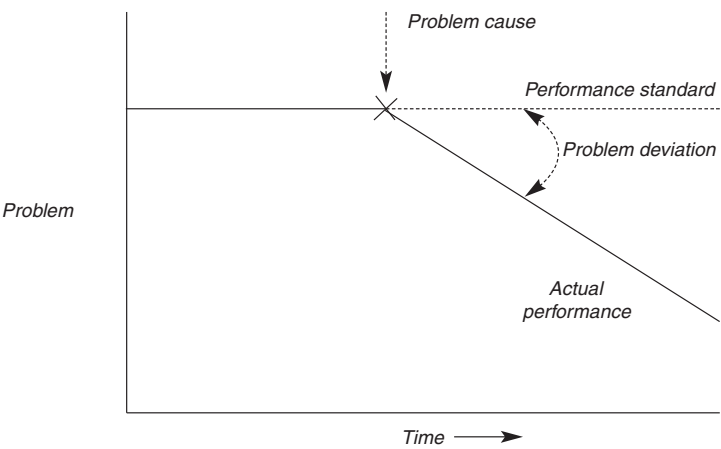 Problem cause
Performance standard
Problem deviation
Problem
Actual
performance
Time